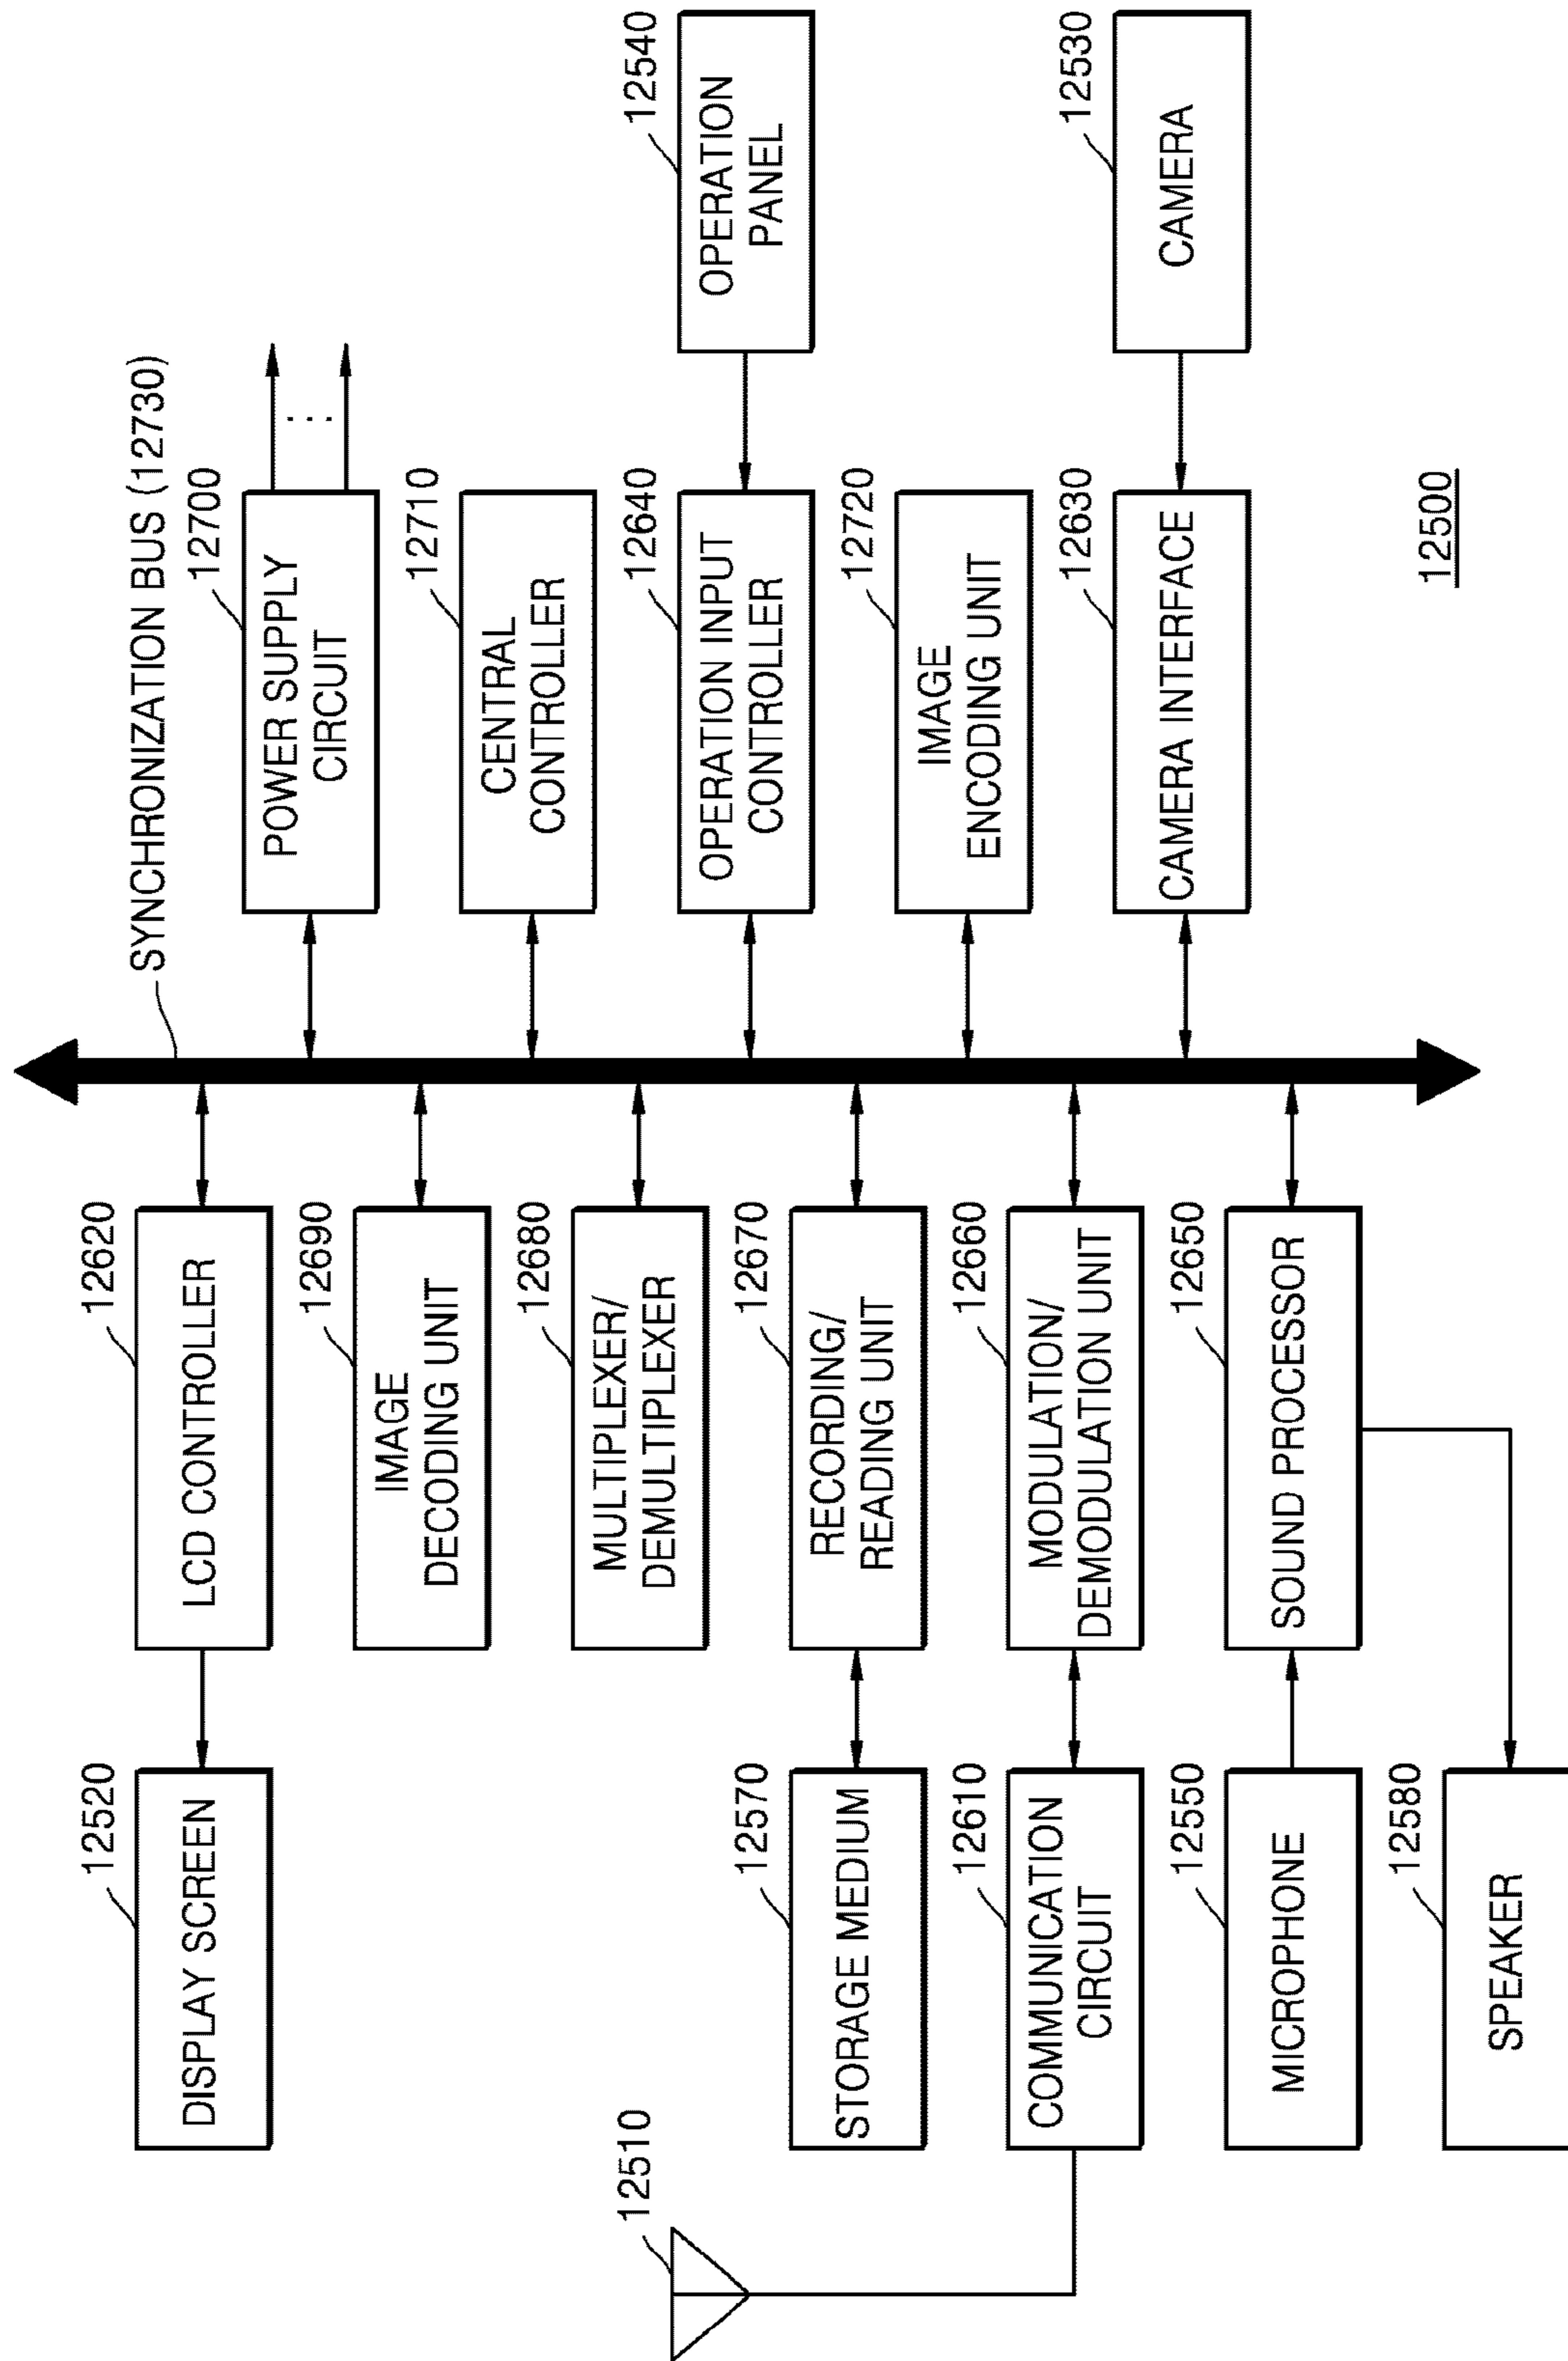 SYNCHRONIZATION BUS (12730)
12520
DISPLAY SCREEN
12620
LCD CONTROLLER
12700
POWER SUPPLY
CIRCUIT
12690
IMAGE
DECODING UNIT
12710
CENTRAL
CONTROLLER
12510
12680
MULTIPLEXER/
DEMULTIPLEXER
12640
OPERATION INPUT
CONTROLLER
12540
OPERATION
PANEL
12570
STORAGE MEDIUM
12670
RECORDING/
READING UNIT
12720
IMAGE
ENCODING UNIT
12610
COMMUNICATION
CIRCUIT
12660
MODULATION/
DEMODULATION UNIT
12630
CAMERA INTERFACE
12530
CAMERA
12550
MICROPHONE
12650
SOUND PROCESSOR
12580
SPEAKER
12500